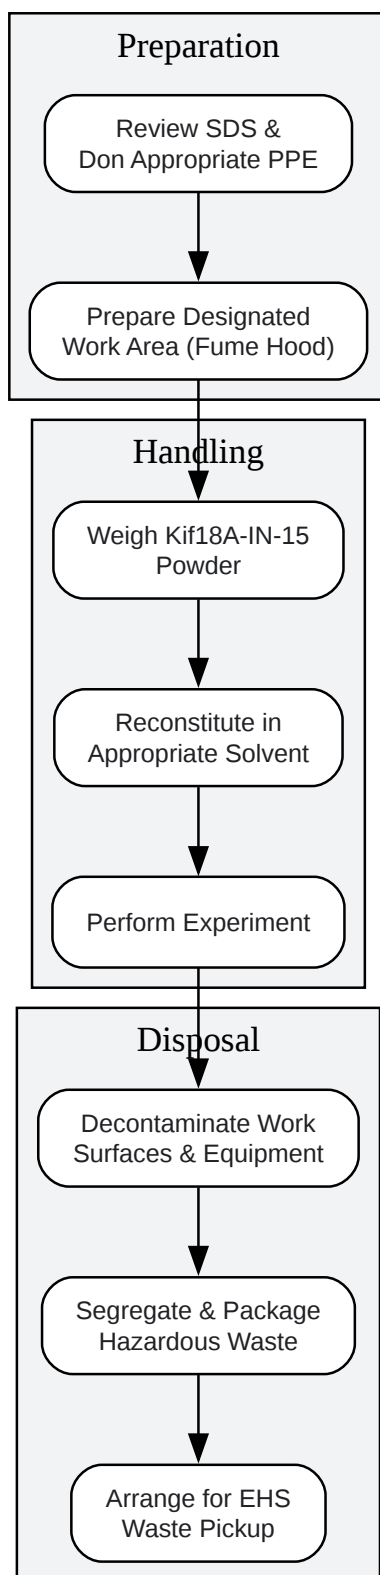 Preparation
Review SDS &
Don Appropriate PPE
Prepare Designated
Work Area (Fume Hood)
Handling
Weigh Kif18A-IN-15
Powder
Reconstitute in
Appropriate Solvent
Perform Experiment
Disposal
Decontaminate Work
Surfaces & Equipment
Segregate & Package
Hazardous Waste
Arrange for EHS
Waste Pickup